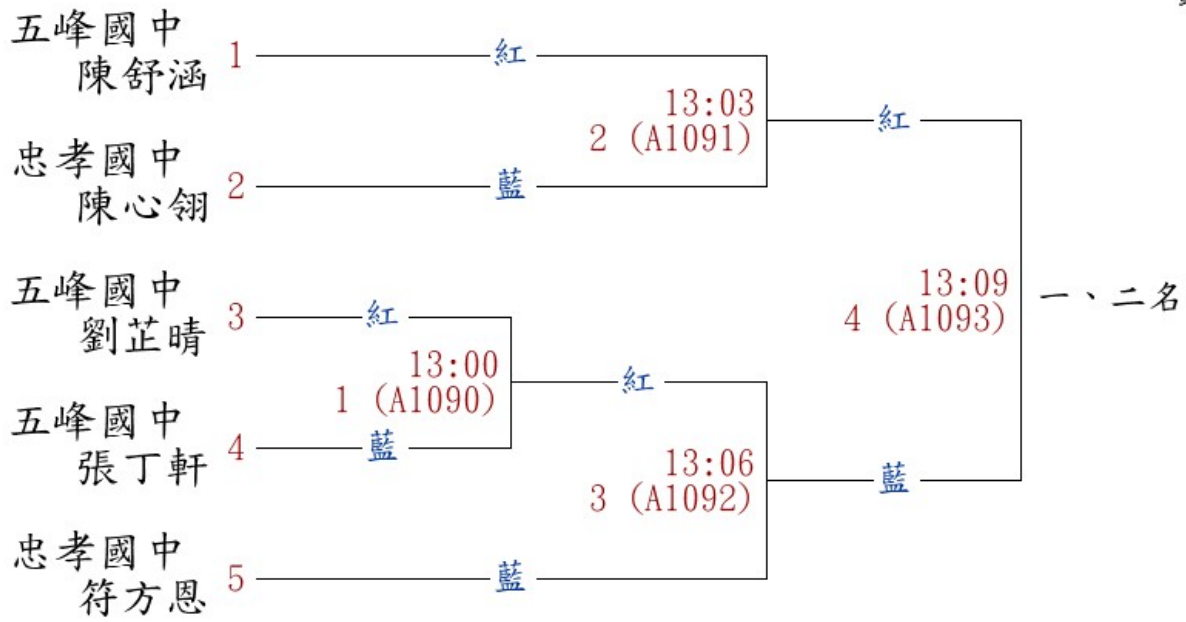 五峰國中
陳舒涵
1
紅
13:03
2 (A1091)
紅
忠孝國中
陳心翎
2
藍
五峰國中
劉芷晴
3
紅
13:00
1 (A1090)
紅
13:09
4 (A1093)
一、二名
五峰國中
張丁軒
4
藍
13:06
3 (A1092)
藍
忠孝國中
符方恩
5
藍